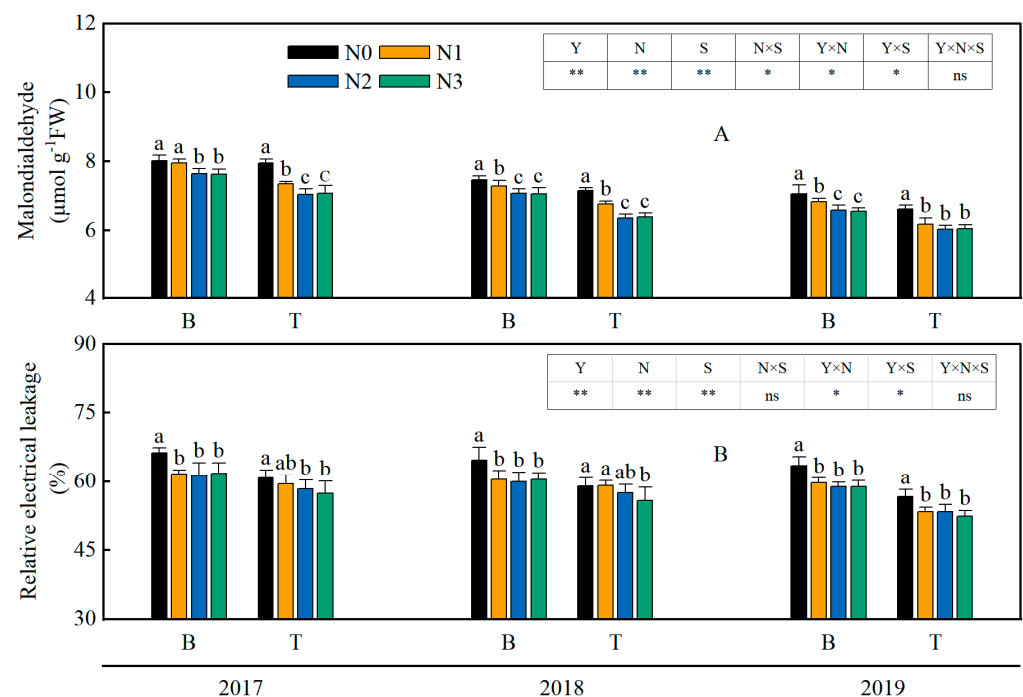 12
N0 N1
N2 N3
Y N S N×S Y×N Y×S Y×N×S
** ** ** * * * ns
10
Malondialdehyde
(μmol g⁻¹FW)
A
8
a a b b a b c c a b c c a b c c a b c c a b b b
6
4
B T B T B T
90
Y N S N×S Y×N Y×S Y×N×S
** ** ** ns * * ns
75
Relative electrical leakage
(%)
B
a b b b a ab b b a b b b a a ab b a b b b a b b b
60
45
30
B T B T B T
2017 2018 2019